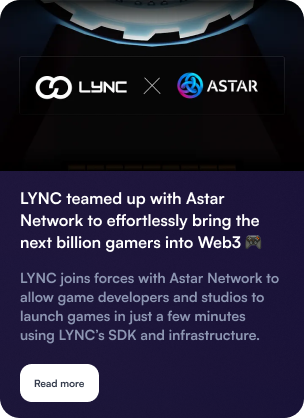 LYNC ASTAR
LYNC teamed up with Astar
Network to effortlessly bring the
next billion gamers into Web3 🎮
LYNC joins forces with Astar Network to
allow game developers and studios to
launch games in just a few minutes
using LYNC's SDK and infrastructure.
Read more